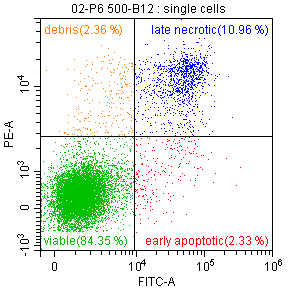 02-P6 500-B12 : single cells
debris(2.36 %) late necrotic(10.96 %)
PE-A
10^4
10^3
0
-10^3
viable(84.35 %) early apoptotic(2.33 %)
0 10^4 10^5 10^6
FITC-A